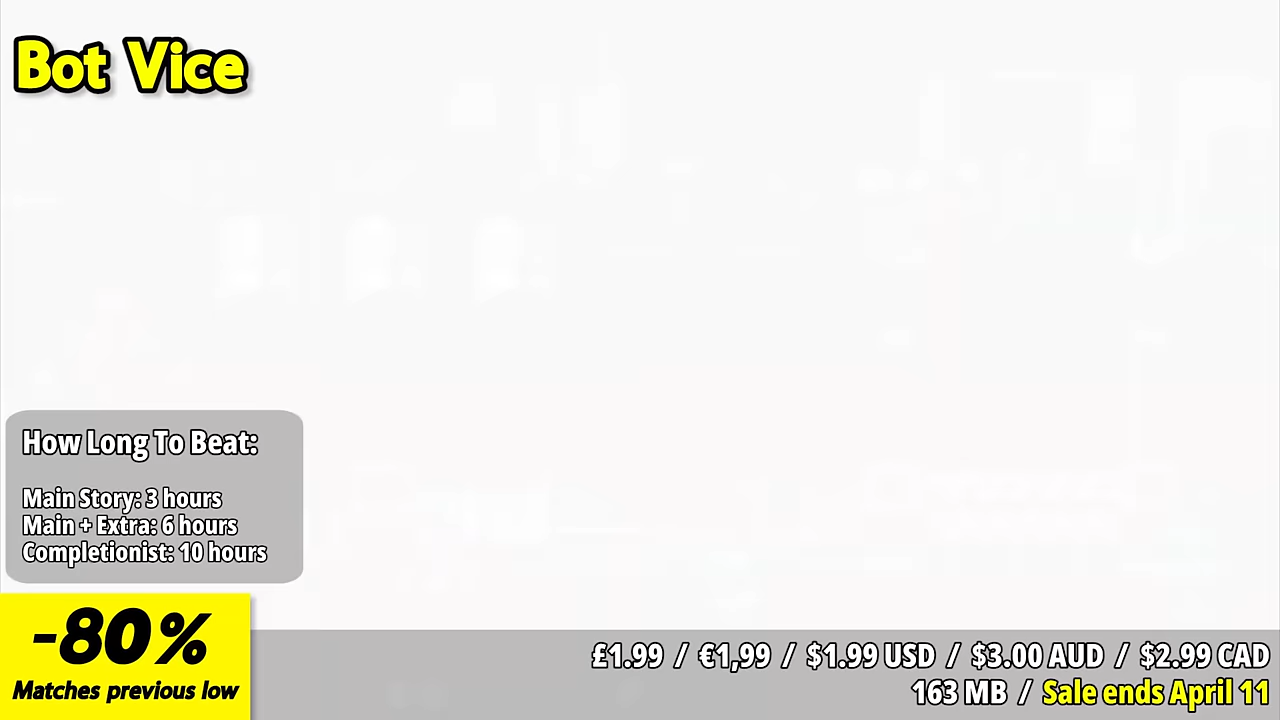 Bot Vice
How Long To Beat:
Main Story: 3 hours
Main + Extra: 6 hours
Completionist: 10 hours
-80%
Matches previous low
£1.99 / €1,99 / $1.99 USD / $3.00 AUD / $2.99 CAD
163 MB / Sale ends April 11